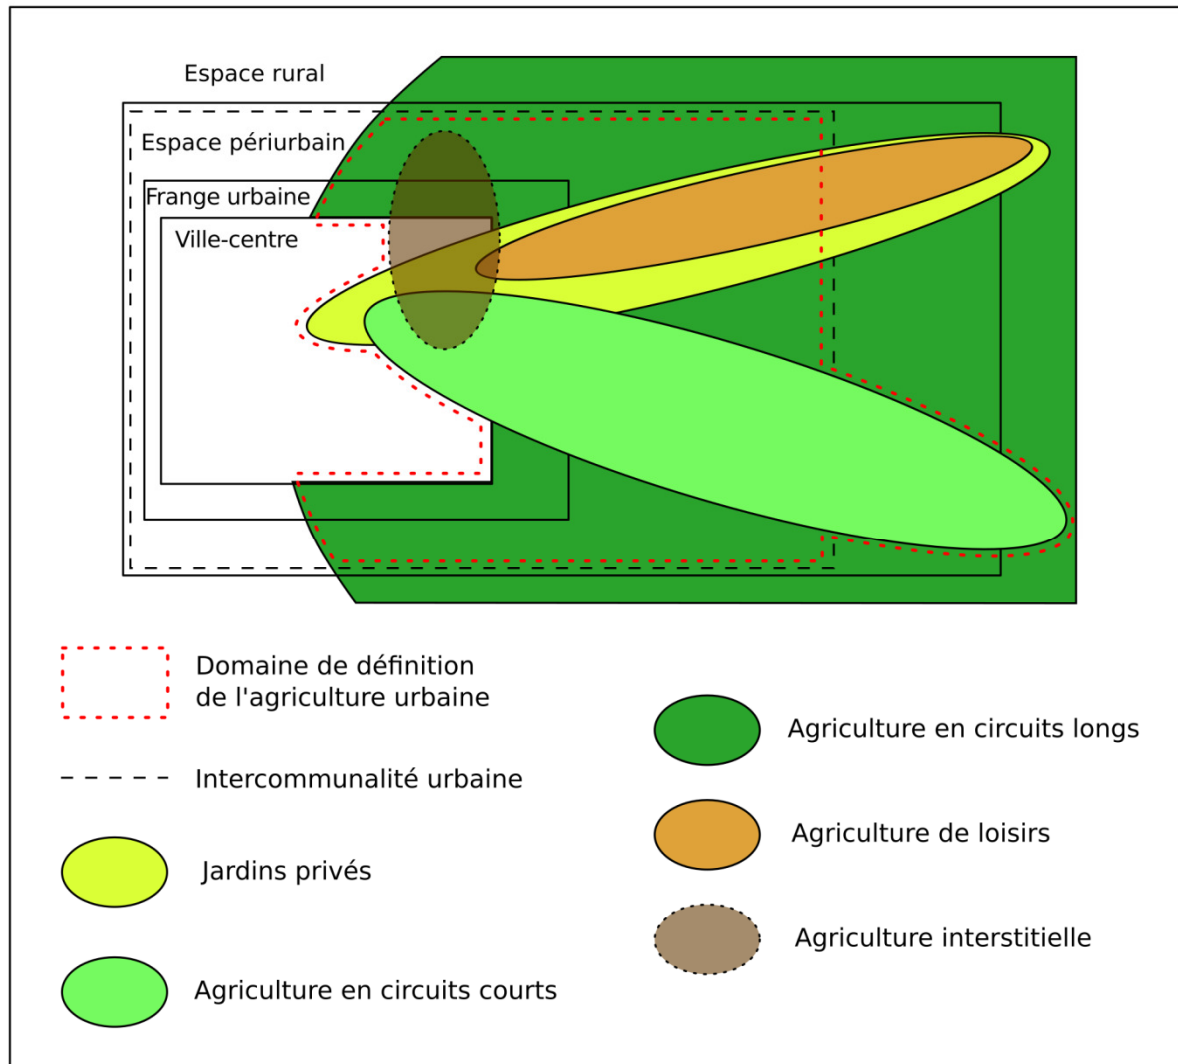 Espace rural
Espace périurbain
Frange urbaine
Ville-centre
Domaine de définition
de l'agriculture urbaine
Intercommunalité urbaine
Jardins privés
Agriculture en circuits courts
Agriculture en circuits longs
Agriculture de loisirs
Agriculture interstitielle